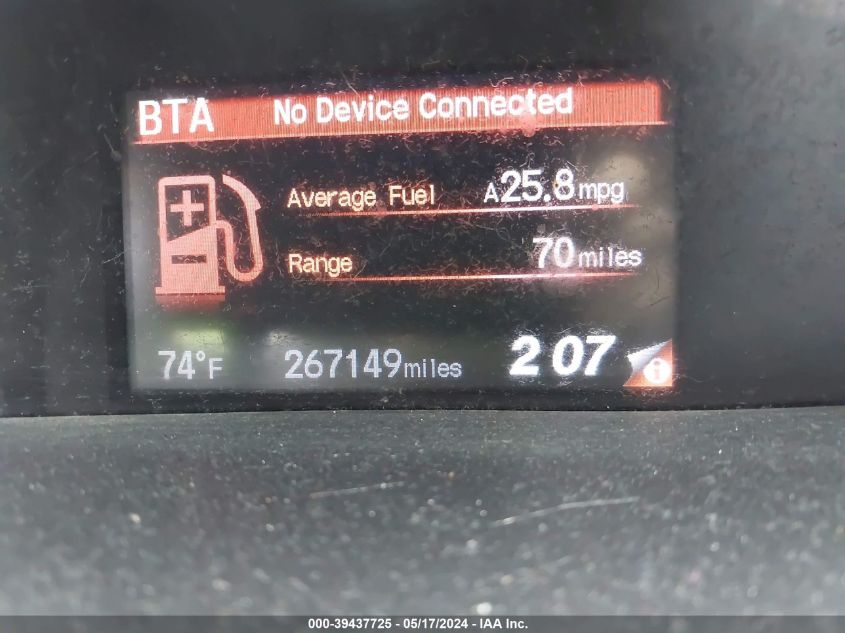 BTA No Device Connected
Average Fuel A25.8mpg
Range 70miles
74°F 267149miles 2 07 i
000-39437725 - 05/17/2024 - IAA Inc.